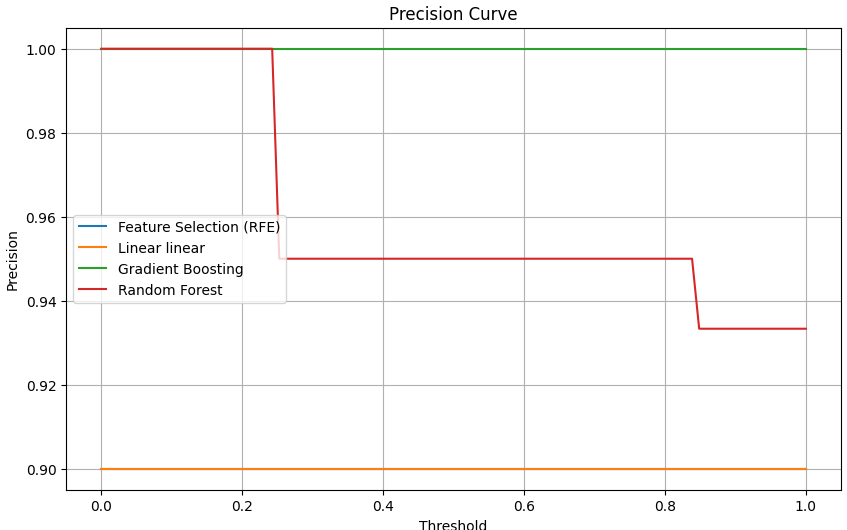 Precision Curve
1.00
0.98
0.96
0.94
0.92
0.90
Precision
Feature Selection (RFE)
Linear linear
Gradient Boosting
Random Forest
0.0 0.2 0.4 0.6 0.8 1.0
Threshold